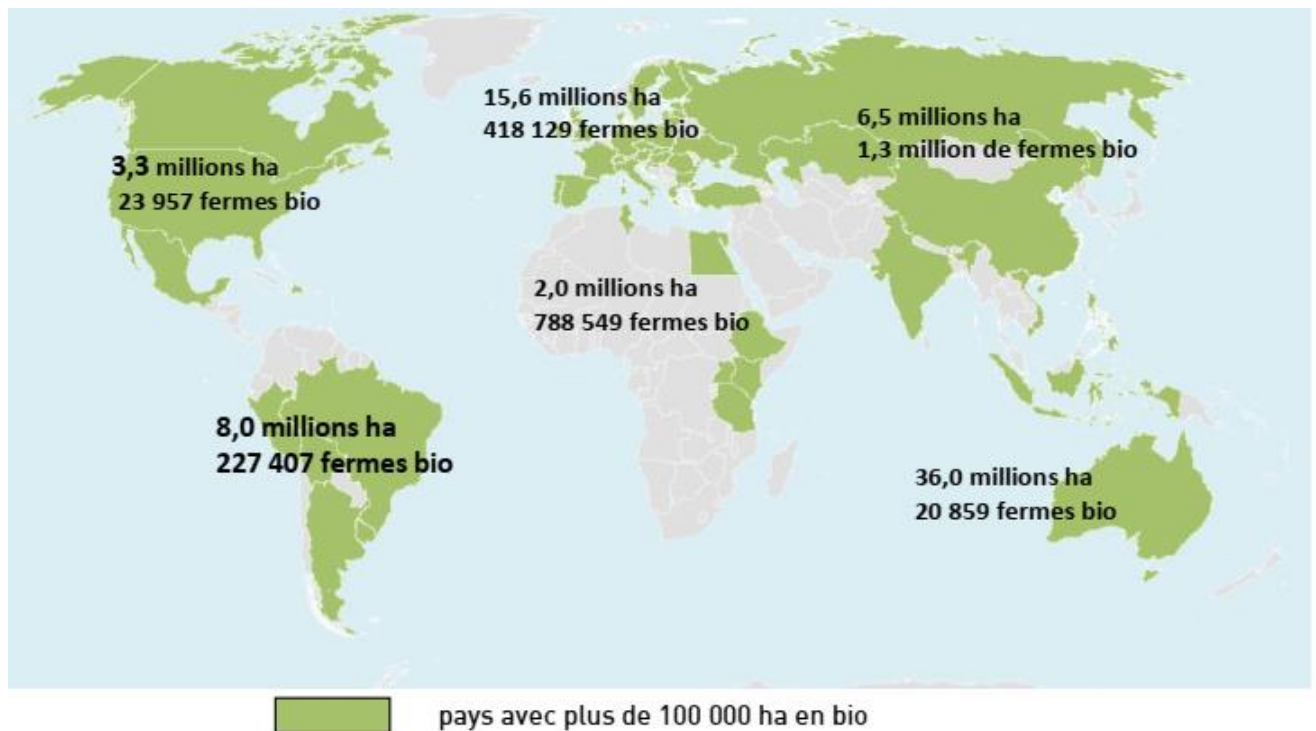 15,6 millions ha
418 129 fermes bio
6,5 millions ha
1,3 million de fermes bio
3,3 millions ha
23 957 fermes bio
2,0 millions ha
788 549 fermes bio
8,0 millions ha
227 407 fermes bio
36,0 millions ha
20 859 fermes bio
pays avec plus de 100 000 ha en bio